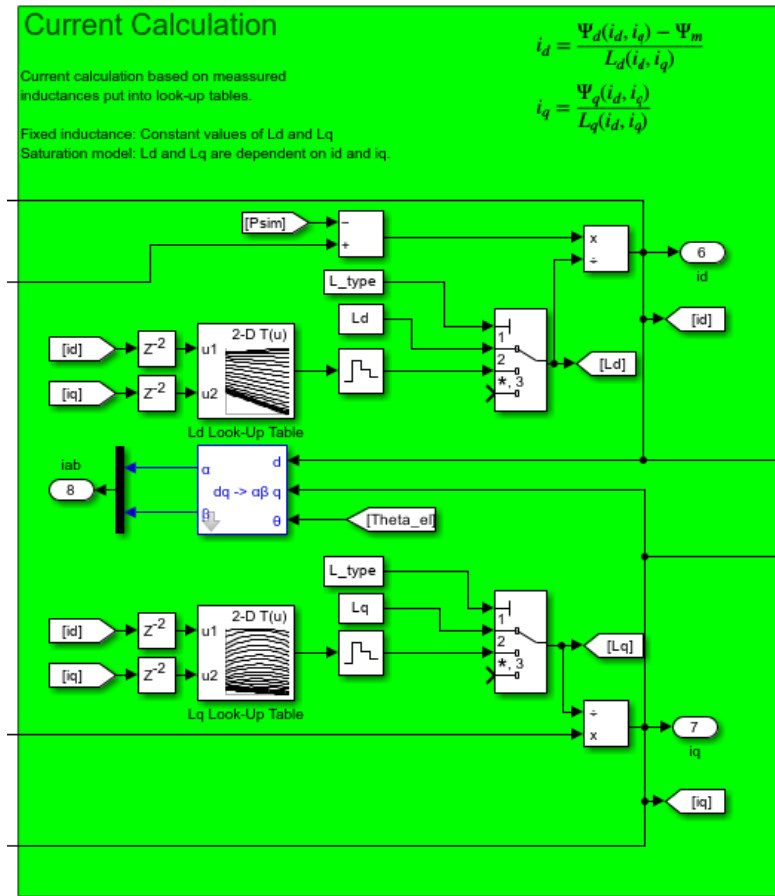 Current Calculation
i_d = Ψ_d(i_d, i_q) − Ψ_m / L_d(i_d, i_q)
Current calculation based on meassured
inductances put into look-up tables.
i_q = Ψ_q(i_d, i_q) / L_q(i_d, i_q)
Fixed inductance: Constant values of Ld and Lq
Saturation model: Ld and Lq are dependent on id and iq.
[Psim]
−
+
x
÷
6
id
L_type
[id]
Ld
1
2
*, 3
[Ld]
[id]
Z-2
2-D T(u)
u1
[iq]
Z-2
u2
Ld Look-Up Table
iab
8
α
d
dq -> αβ
q
β
θ
[Theta_el]
L_type
Lq
1
2
*, 3
[Lq]
[id]
Z-2
2-D T(u)
u1
[iq]
Z-2
u2
Lq Look-Up Table
÷
x
7
iq
[iq]